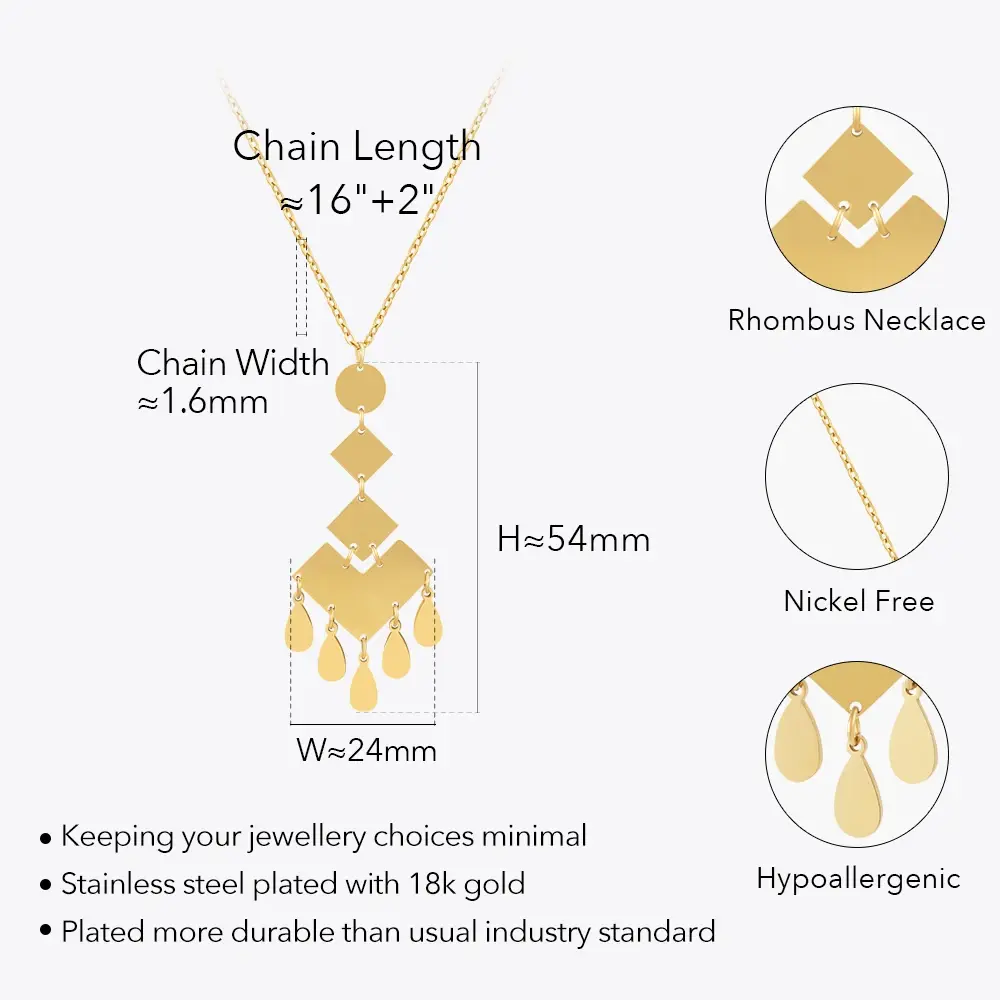 Chain Length
≈16"+2"
Chain Width
≈1.6mm
H≈54mm
W≈24mm
Rhombus Necklace
Nickel Free
Hypoallergenic
• Keeping your jewellery choices minimal
• Stainless steel plated with 18k gold
• Plated more durable than usual industry standard